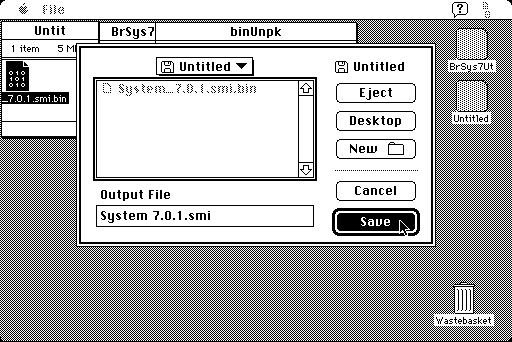 File
Untit
BrSys7
binUnpk
1 item
_7.0.1.smi.bin
Untitled
System…7.0.1.smi.bin
Output File
System 7.0.1.smi
Untitled
Eject
Desktop
New
Cancel
Save
BrSys7Ut
Untitled
Wastebasket